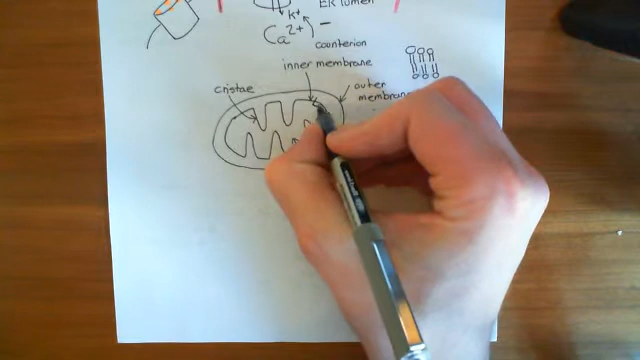 ER lumen
K+
Ca2+ −
counterion
inner membrane
cristae
outer
membrane